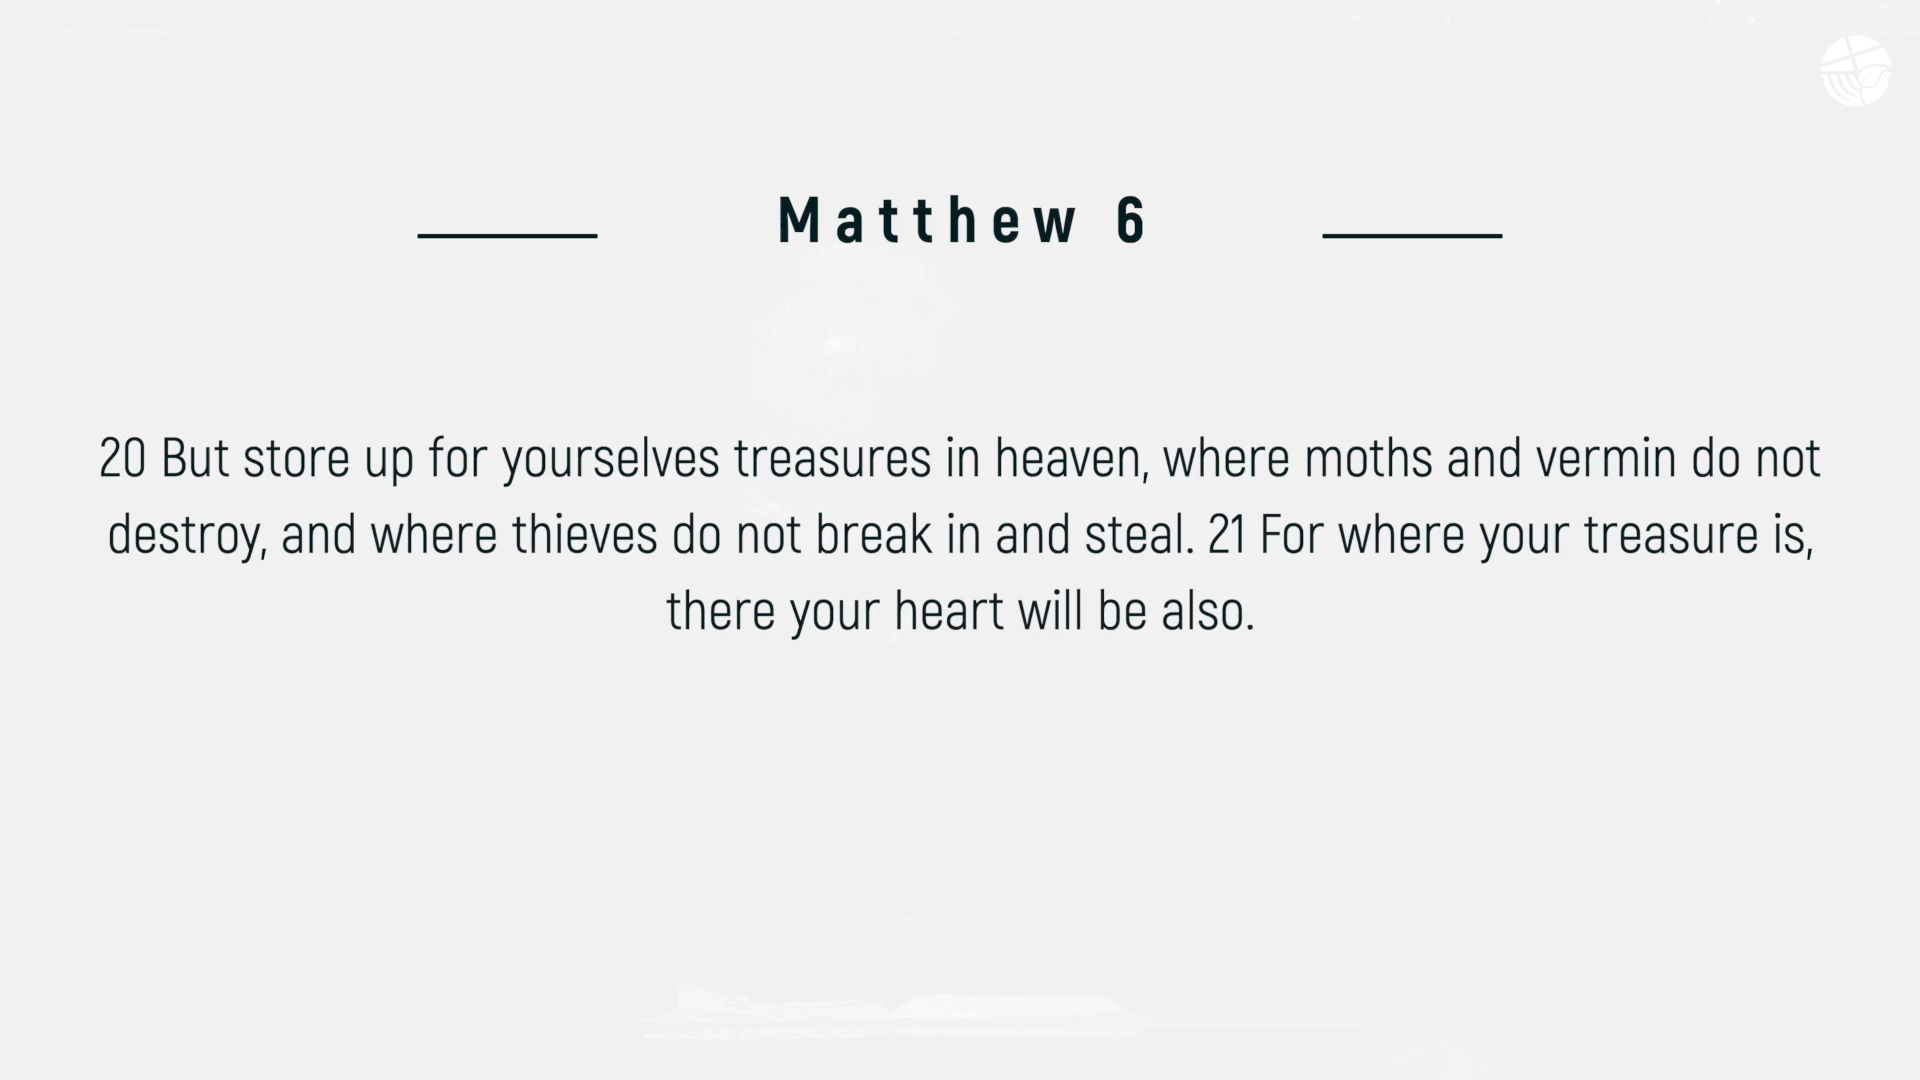 Matthew 6
20 But store up for yourselves treasures in heaven, where moths and vermin do not
destroy, and where thieves do not break in and steal. 21 For where your treasure is,
there your heart will be also.